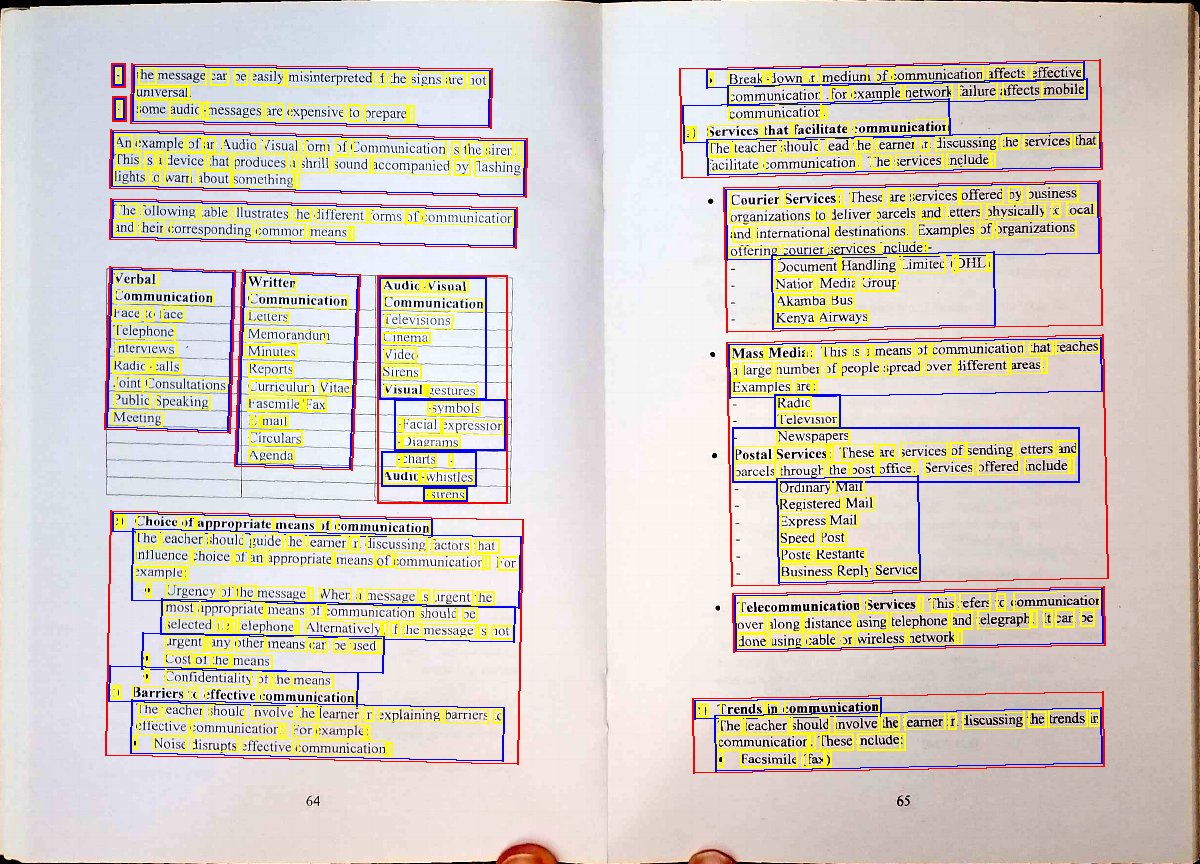 - the message can be easily misinterpreted if the signs are not
universal.
- some audio-messages are expensive to prepare
An example of an Audio Visual form of Communication is the siren.
This is a device that produces a shrill sound accompanied by flashing
lights to warn about something.
The following table illustrates the different forms of communication
and their corresponding common means.
Verbal
Communication
Face to face
Telephone
Interviews
Radio calls
Joint Consultations
Public Speaking
Meeting
Written
Communication
Letters
Memorandum
Minutes
Reports
Curriculum Vitae
Facsmile Fax
E-mail
Circulars
Agenda
Audio Visual
Communication
Televisions
Cinema
Video
Sirens
Visual gestures
-symbols
-Facial expression
- Diagrams
- charts
Audio-whistles
- sirens
Choice of appropriate means of communication
The teacher should guide the learner in discussing factors that
influence choice of an appropriate means of communication. For
example:
• Urgency of the message. When a message is urgent the
most appropriate means of communication should be
selected i.e. telephone. Alternatively, if the message is not
urgent any other means can be used.
• Cost of the means
• Confidentiality of the means
Barriers to effective communication
The teacher should involve the learner in explaining barriers to
effective communication. For example:
• Noise disrupts effective communication.
64
• Break-down in medium of communication affects effective
communication, for example network failure affects mobile
communication.
Services that facilitate communication
The teacher should lead the learner in discussing the services that
facilitate communication. The services include
• Courier Services: These are services offered by business
organizations to deliver parcels and letters physically to local
and international destinations. Examples of organizations
offering courier services include:-
- Document Handling Limited (DHL)
- Nation Media Group
- Akamba Bus
- Kenya Airways
• Mass Media: This is a means of communication that reaches
a large number of people spread over different areas.
Examples are:
- Radio
- Television
- Newspapers
• Postal Services: These are services of sending letters and
parcels through the post office. Services offered include
- Ordinary Mail
- Registered Mail
- Express Mail
- Speed Post
- Poste Restante
- Business Reply Service
• Telecommunication Services: This refers to communication
over along distance using telephone and telegraph. It can be
done using cable or wireless network.
Trends in communication
The teacher should involve the learner in discussing the trends in
communication. These include:
• Facsimile (fax)
65